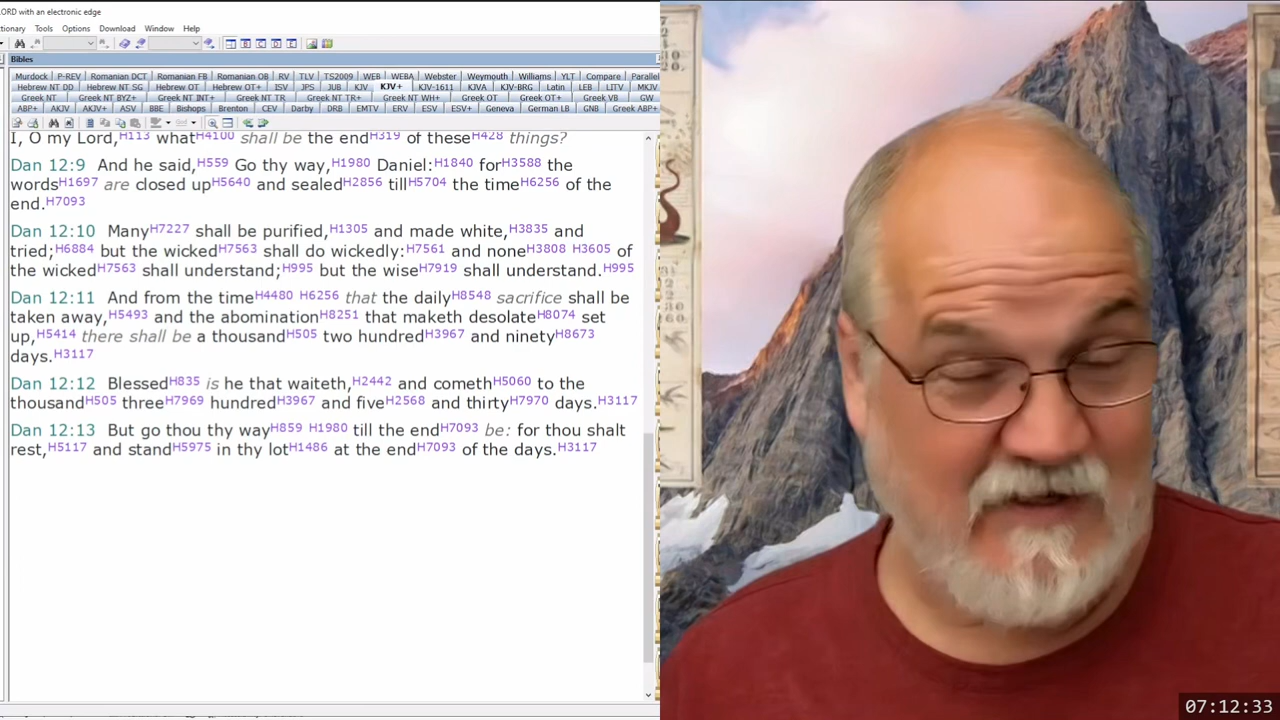 LORD with an electronic edge
ctionary Tools Options Download Window Help
Bibles
Murdock P-REV Romanian DCT Romanian FB Romanian OB RV TLV TS2009 WEB WEBA Webster Weymouth Williams YLT Compare Parallel
Hebrew NT DD Hebrew NT SG Hebrew OT Hebrew OT+ ISV JPS JUB KJV KJV+ KJV-1611 KJVA KJV-BRG Latin LEB LITV MKJV
Greek NT Greek NT BYZ+ Greek NT INT+ Greek NT TR Greek NT TR+ Greek NT WH+ Greek OT Greek OT+ Greek VB GW
ABP+ AKJV AKJV+ ASV BBE Bishops Brenton CEV Darby DRB EMTV ERV ESV ESV+ Geneva German LB GNB Greek ABP+
I, O my Lord,H113 whatH4100 shall be the endH319 of theseH428 things?
Dan 12:9 And he said,H559 Go thy way,H1980 Daniel:H1840 forH3588 the
wordsH1697 are closed upH5640 and sealedH2856 tillH5704 the timeH6256 of the
end.H7093
Dan 12:10 ManyH7227 shall be purified,H1305 and made white,H3835 and
tried;H6884 but the wickedH7563 shall do wickedly:H7561 and noneH3808 H3605 of
the wickedH7563 shall understand;H995 but the wiseH7919 shall understand.H995
Dan 12:11 And from the timeH4480 H6256 that the dailyH8548 sacrifice shall be
taken away,H5493 and the abominationH8251 that maketh desolateH8074 set
up,H5414 there shall be a thousandH505 two hundredH3967 and ninetyH8673
days.H3117
Dan 12:12 BlessedH835 is he that waiteth,H2442 and comethH5060 to the
thousandH505 threeH7969 hundredH3967 and fiveH2568 and thirtyH7970 days.H3117
Dan 12:13 But go thou thy wayH859 H1980 till the endH7093 be: for thou shalt
rest,H5117 and standH5975 in thy lotH1486 at the endH7093 of the days.H3117
07:12:33